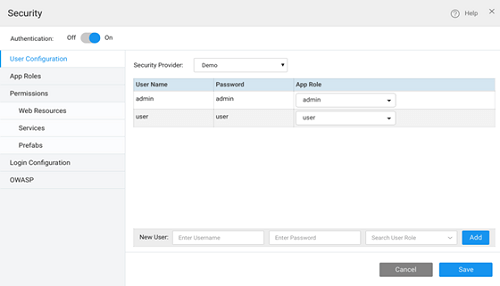 Security
Help
Authentication: Off On
User Configuration
App Roles
Permissions
Web Resources
Services
Prefabs
Login Configuration
OWASP
Security Provider: Demo
User Name Password App Role
admin admin admin
user user user
New User: Enter Username Enter Password Search User Role Add
Cancel Save